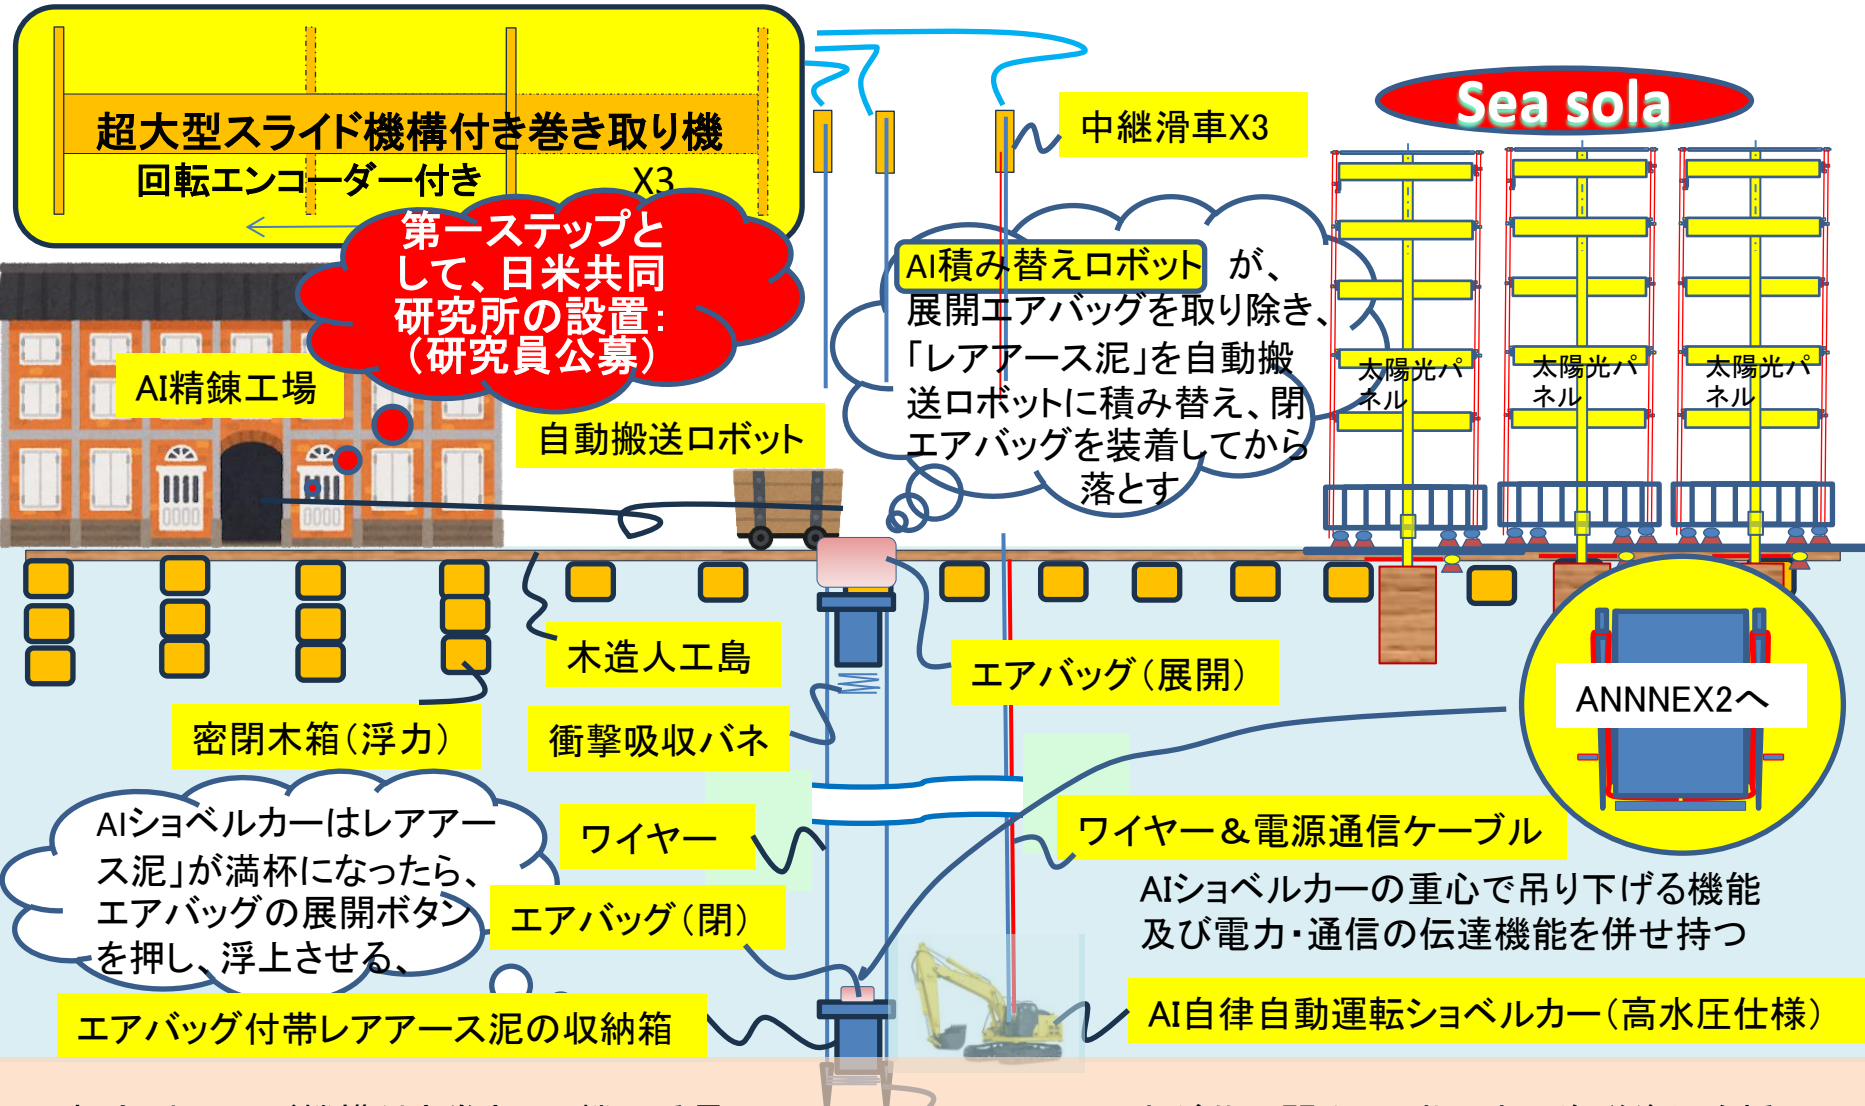 超大型スライド機構付き巻き取り機
回転エンコーダー付き X3
第一ステップと
して、日米共同
研究所の設置：
（研究員公募）
中継滑車X3
Sea sola
AI積み替えロボット が、
展開エアバッグを取り除き、
「レアアース泥」を自動搬
送ロボットに積み替え、閉
エアバッグを装着してから
落とす
太陽光パ
ネル
太陽光パ
ネル
太陽光パ
ネル
AI精錬工場
自動搬送ロボット
木造人工島
エアバッグ（展開）
密閉木箱（浮力）
衝撃吸収バネ
ANNNEX2へ
AIショベルカーはレアアー
ス泥」が満杯になったら、
エアバッグの展開ボタン
を押し、浮上させる、
ワイヤー
ワイヤー＆電源通信ケーブル
AIショベルカーの重心で吊り下げる機能
及び電力・通信の伝達機能を併せ持つ
エアバッグ（閉）
エアバッグ付帯レアアース泥の収納箱
AI自律自動運転ショベルカー（高水圧仕様）